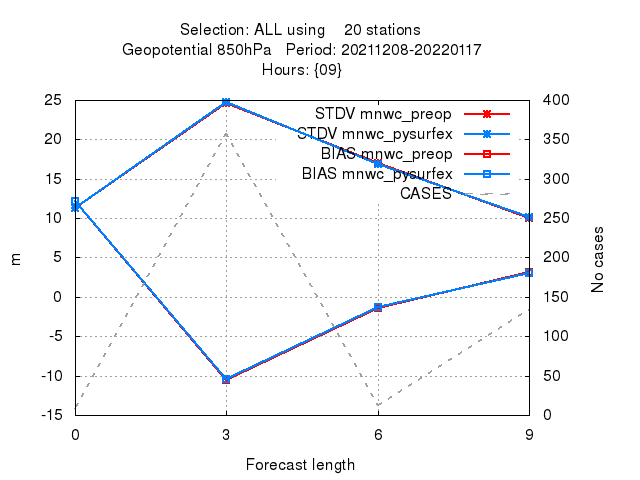 Selection: ALL using    20 stations
Geopotential 850hPa   Period: 20211208-20220117
Hours: {09}
25
20
15
10
5
0
-5
-10
-15
m
STDV mnwc_preop
STDV mnwc_pysurfex
BIAS mnwc_preop
BIAS mnwc_pysurfex
CASES
400
350
300
250
200
150
100
50
0
No cases
0 3 6 9
Forecast length